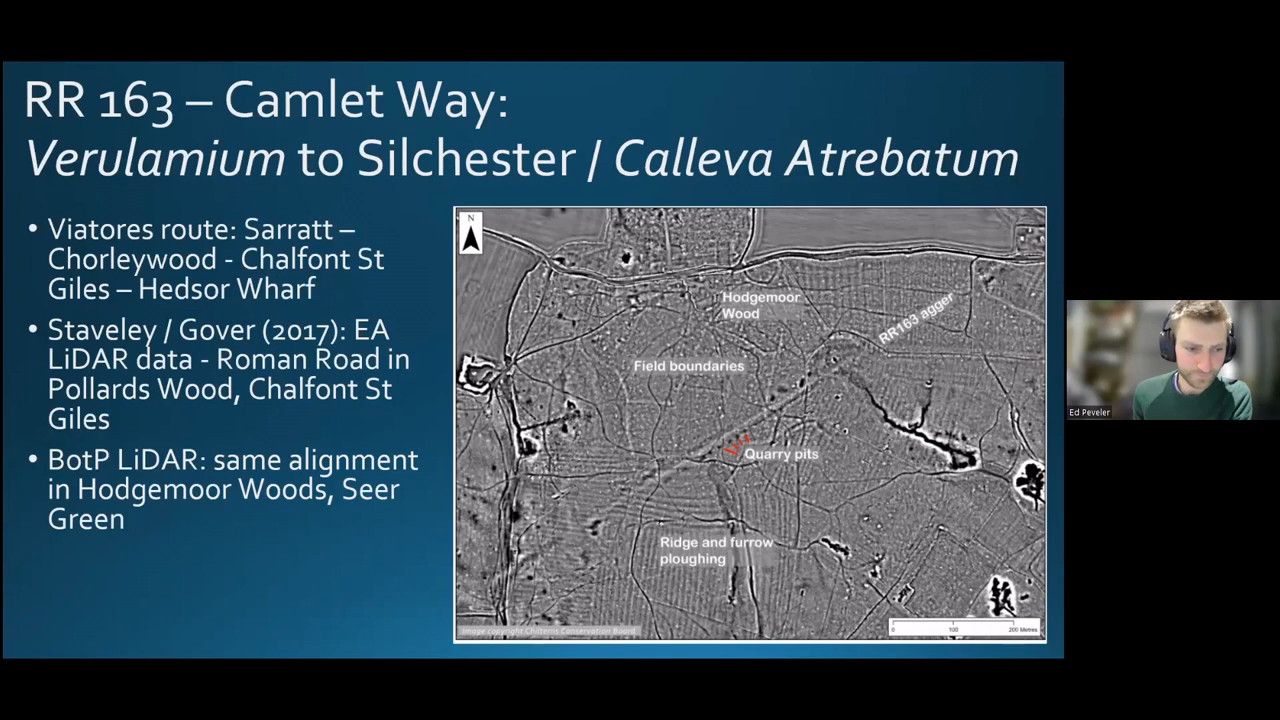 RR 163 – Camlet Way:
Verulamium to Silchester / Calleva Atrebatum
• Viatores route: Sarratt –
Chorleywood - Chalfont St
Giles – Hedsor Wharf
• Staveley / Gover (2017): EA
LiDAR data - Roman Road in
Pollards Wood, Chalfont St
Giles
• BotP LiDAR: same alignment
in Hodgemoor Woods, Seer
Green
N
Hodgemoor
Wood
RR163 agger
Field boundaries
Quarry pits
Ridge and furrow
ploughing
Image copyright Chilterns Conservation Board
0 100 200 Metres
Ed Peveler